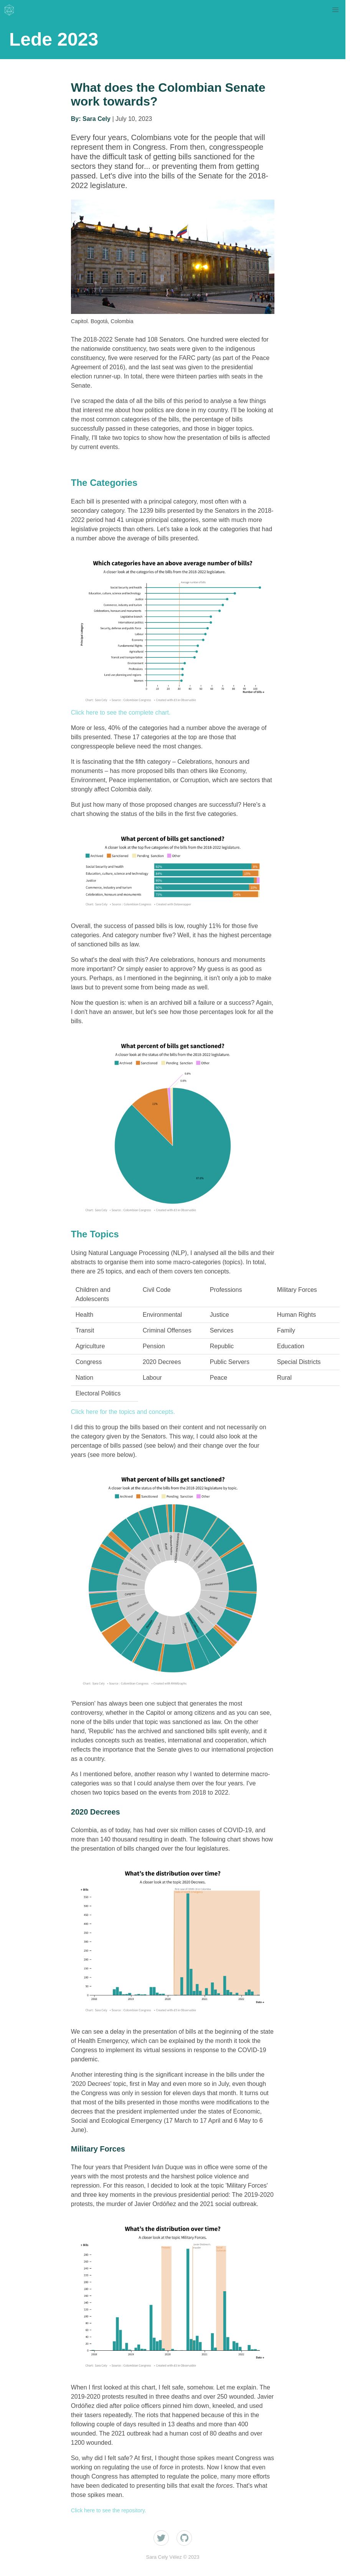 Lede 2023
What does the Colombian Senate
work towards?
By: Sara Cely | July 10, 2023
Every four years, Colombians vote for the people that will
represent them in Congress. From then, congresspeople
have the difficult task of getting bills sanctioned for the
sectors they stand for... or preventing them from getting
passed. Let's dive into the bills of the Senate for the 2018-
2022 legislature.
Capitol. Bogotá, Colombia
The 2018-2022 Senate had 108 Senators. One hundred were elected for
the nationwide constituency, two seats were given to the indigenous
constituency, five were reserved for the FARC party (as part of the Peace
Agreement of 2016), and the last seat was given to the presidential
election runner-up. In total, there were thirteen parties with seats in the
Senate.
I've scraped the data of all the bills of this period to analyse a few things
that interest me about how politics are done in my country. I'll be looking at
the most common categories of the bills, the percentage of bills
successfully passed in these categories, and those in bigger topics.
Finally, I'll take two topics to show how the presentation of bills is affected
by current events.
The Categories
Each bill is presented with a principal category, most often with a
secondary category. The 1239 bills presented by the Senators in the 2018-
2022 period had 41 unique principal categories, some with much more
legislative projects than others. Let's take a look at the categories that had
a number above the average of bills presented.
Which categories have an above average number of bills?
A closer look at the categories of the bills from the 2018-2022 legislature.
Social Security and health
Education, culture, science and technology
Justice
Commerce, industry and turism
Celebrations, honours and monuments
Legislative branch
International politics
Security, defense and public force
Labour
Economy
Fundamental Rights
Agricultural
Transit and transportation
Environment
Professions
Earth use planning and regions
Women
Number of bills
Click here to see the complete chart.
More or less, 40% of the categories had a number above the average of
bills presented. These 17 categories of the top are those that
congresspeople believe need the most changes.
It is fascinating that the fifth category – Celebrations, honours and
monuments – has more proposed bills than others like Economy,
Environment, Peace implementation, or Corruption, which are sectors that
strongly affect Colombia daily.
But just how many of those proposed changes are successful? Here's a
chart showing the status of the bills in the first five categories.
What percent of bills get sanctioned?
A closer look at the top five categories of the bills from the 2018-2022 legislature.
Archived Sanctioned Pending Sanction Other
Social Security and health
Education, culture, science and technology
Justice
Commerce, industry and turism
Celebration, honours and monuments
Overall, the success of passed bills is low, roughly 11% for those five
categories. And category number five? Well, it has the highest percentage
of sanctioned bills as law.
So what's the deal with this? Are celebrations, honours and monuments
more important? Or simply easier to approve? My guess is as good as
yours. Perhaps, as I mentioned in the beginning, it isn't only a job to make
laws but to prevent some from being made as well.
Now the question is: when is an archived bill a failure or a success? Again,
I don't have an answer, but let's see how those percentages look for all the
bills.
What percent of bills get sanctioned?
A closer look at the status of the bills from the 2018-2022 legislature.
Archived Sanctioned Pending Sanction Other
The Topics
Using Natural Language Processing (NLP), I analysed all the bills and their
abstracts to organise them into some macro-categories (topics). In total,
there are 25 topics, and each of them covers ten concepts.
Children and Adolescents Civil Code Professions Military Forces
Health Environmental Justice Human Rights
Transit Criminal Offenses Services Family
Agriculture Pension Republic Education
Congress 2020 Decrees Public Servers Special Districts
Nation Labour Peace Rural
Electoral Politics
Click here for the topics and concepts.
I did this to group the bills based on their content and not necessarily on
the category given by the Senators. This way, I could also look at the
percentage of bills passed (see below) and their change over the four
years (see more below).
What percent of bills get sanctioned?
A closer look at the status of the bills from the 2018-2022 legislature by topic.
Archived Sanctioned Pending Sanction Other
'Pension' has always been one subject that generates the most
controversy, whether in the Capitol or among citizens and as you can see,
none of the bills under that topic was sanctioned as law. On the other
hand, 'Republic' has the archived and sanctioned bills split evenly, and it
includes concepts such as treaties, international and cooperation, which
reflects the importance that the Senate gives to our international projection
as a country.
As I mentioned before, another reason why I wanted to determine macro-
categories was so that I could analyse them over the four years. I've
chosen two topics based on the events from 2018 to 2022.
2020 Decrees
Colombia, as of today, has had over six million cases of COVID-19, and
more than 140 thousand resulting in death. The following chart shows how
the presentation of bills changed over the four legislatures.
What's the distribution over time?
A closer look at the topic 2020 Decrees.
We can see a delay in the presentation of bills at the beginning of the state
of Health Emergency, which can be explained by the month it took the
Congress to implement its virtual sessions in response to the COVID-19
pandemic.
Another interesting thing is the significant increase in the bills under the
'2020 Decrees' topic, first in May and even more so in July, even though
the Congress was only in session for eleven days that month. It turns out
that most of the bills presented in those months were modifications to the
decrees that the president implemented under the states of Economic,
Social and Ecological Emergency (17 March to 17 April and 6 May to 6
June).
Military Forces
The four years that President Iván Duque was in office were some of the
years with the most protests and the harshest police violence and
repression. For this reason, I decided to look at the topic 'Military Forces'
and three key moments in the previous presidential period: The 2019-2020
protests, the murder of Javier Ordóñez and the 2021 social outbreak.
What's the distribution over time?
A closer look at the topic Military Forces.
When I first looked at this chart, I felt safe, somehow. Let me explain. The
2019-2020 protests resulted in three deaths and over 250 wounded. Javier
Ordóñez died after police officers pinned him down, kneeled, and used
their tasers repeatedly. The riots that happened because of this in the
following couple of days resulted in 13 deaths and more than 400
wounded. The 2021 outbreak had a human cost of 80 deaths and over
1200 wounded.
So, why did I felt safe? At first, I thought those spikes meant Congress was
working on regulating the use of force in protests. Now I know that even
though Congress has attempted to regulate the police, many more efforts
have been dedicated to presenting bills that exalt the forces. That's what
those spikes mean.
Click here to see the repository.
Sara Cely Vélez © 2023